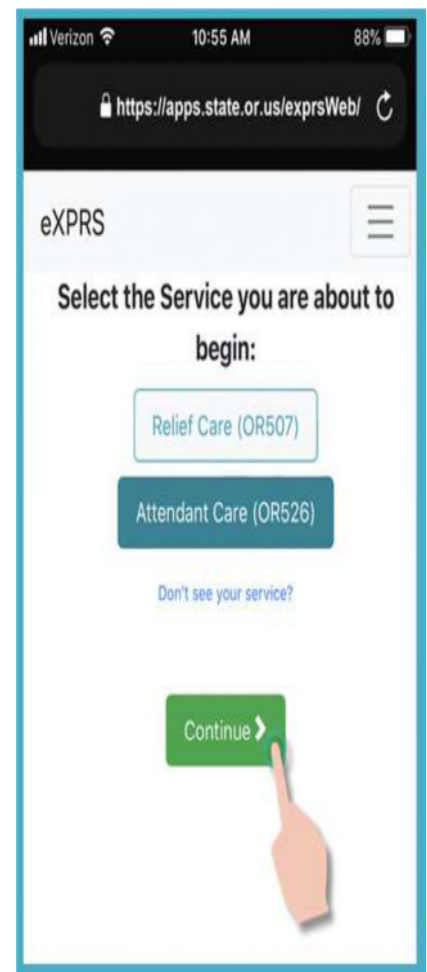 Verizon 10:55 AM 88%
https://apps.state.or.us/exprsWeb/
eXPRS
Select the Service you are about to
begin:
Relief Care (OR507)
Attendant Care (OR526)
Don't see your service?
Continue